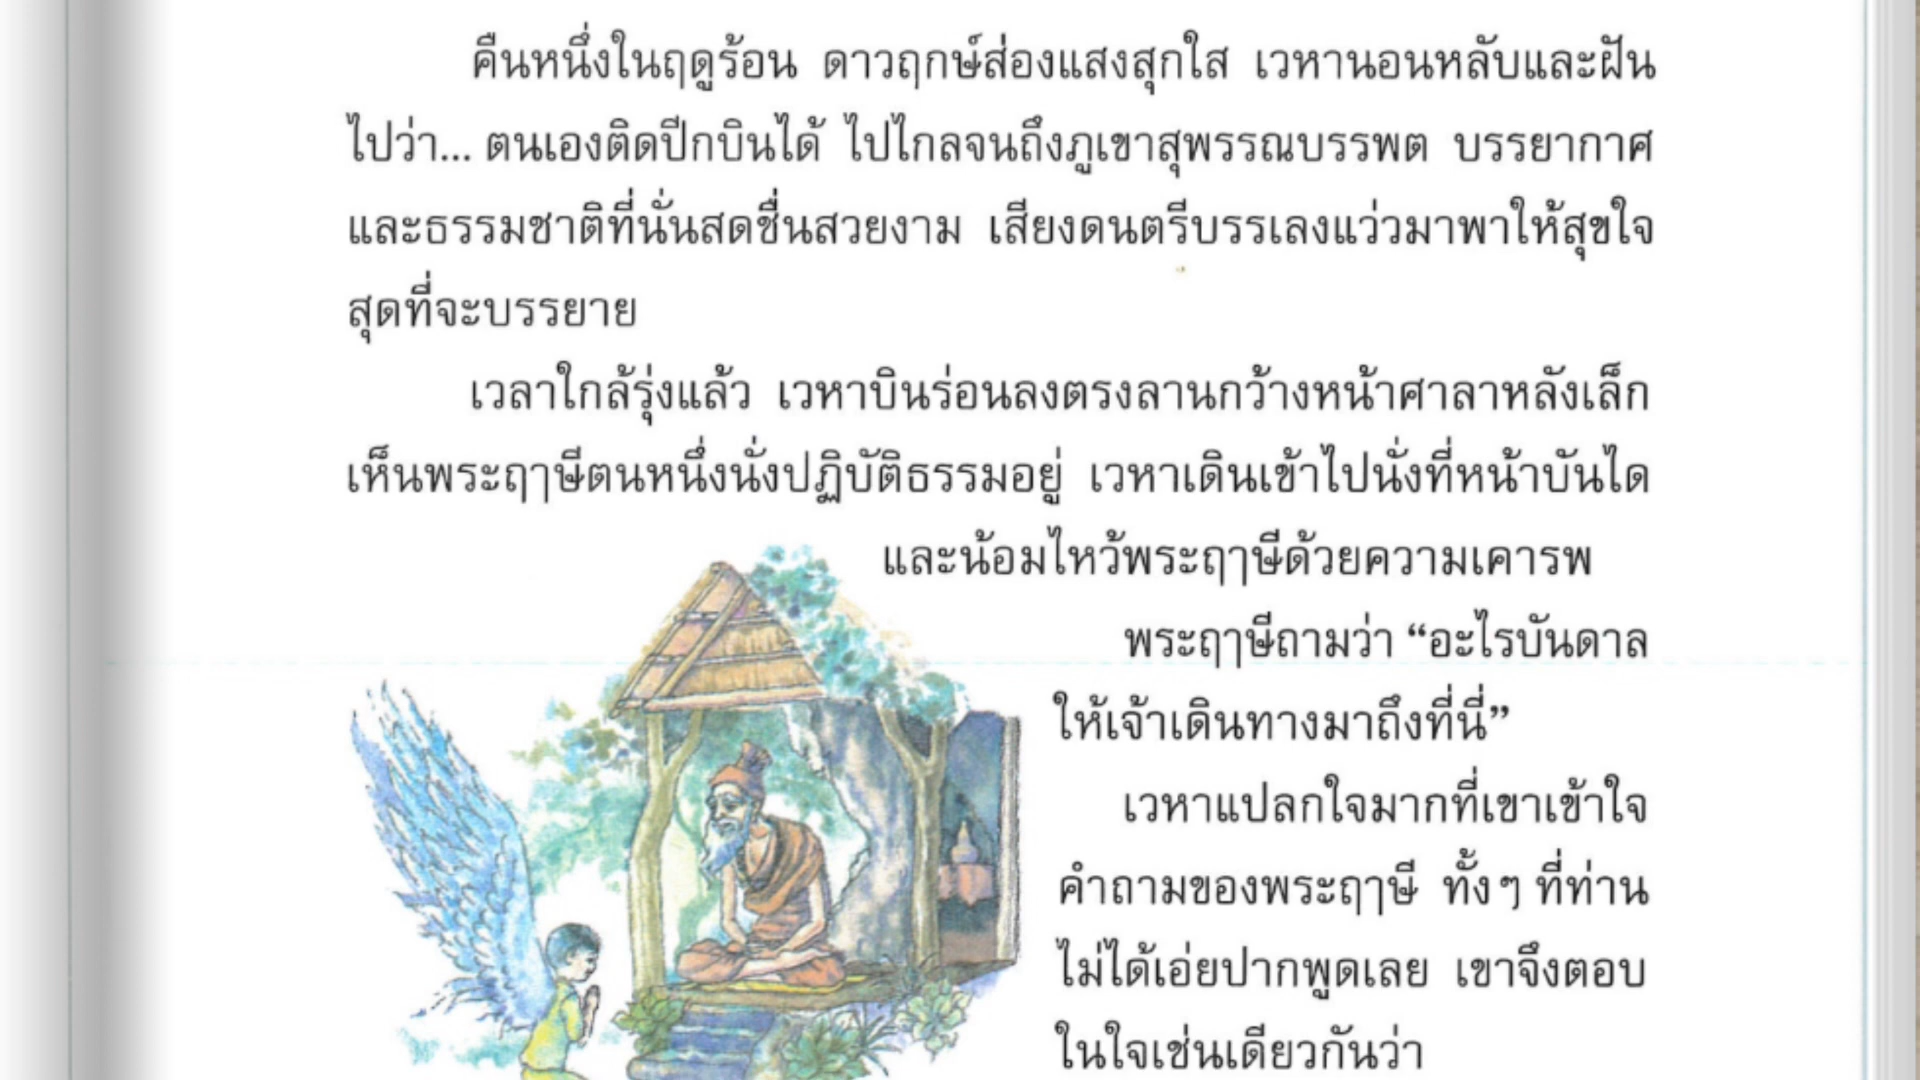 คืนหนึ่งในฤดูร้อน ดาวฤกษ์ส่องแสงสุกใส เวหานอนหลับและฝัน
ไปว่า... ตนเองติดปีกบินได้ ไปไกลจนถึงภูเขาสุพรรณบรรพต บรรยากาศ
และธรรมชาติที่นั่นสดชื่นสวยงาม เสียงดนตรีบรรเลงแว่วมาพาให้สุขใจ
สุดที่จะบรรยาย
เวลาใกล้รุ่งแล้ว เวหาบินร่อนลงตรงลานกว้างหน้าศาลาหลังเล็ก
เห็นพระฤๅษีตนหนึ่งนั่งปฏิบัติธรรมอยู่ เวหาเดินเข้าไปนั่งที่หน้าบันได
และน้อมไหว้พระฤๅษีด้วยความเคารพ
พระฤๅษีถามว่า “อะไรบันดาล
ให้เจ้าเดินทางมาถึงที่นี่”
เวหาแปลกใจมากที่เขาเข้าใจ
คำถามของพระฤๅษี ทั้งๆ ที่ท่าน
ไม่ได้เอ่ยปากพูดเลย เขาจึงตอบ
ในใจเช่นเดียวกันว่า